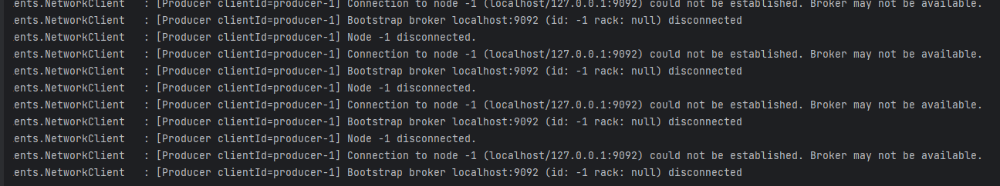 ents.NetworkClient   : [Producer clientId=producer-1] Connection to node -1 (localhost/127.0.0.1:9092) could not be established. Broker may not be available.
ents.NetworkClient   : [Producer clientId=producer-1] Bootstrap broker localhost:9092 (id: -1 rack: null) disconnected
ents.NetworkClient   : [Producer clientId=producer-1] Node -1 disconnected.
ents.NetworkClient   : [Producer clientId=producer-1] Connection to node -1 (localhost/127.0.0.1:9092) could not be established. Broker may not be available.
ents.NetworkClient   : [Producer clientId=producer-1] Bootstrap broker localhost:9092 (id: -1 rack: null) disconnected
ents.NetworkClient   : [Producer clientId=producer-1] Node -1 disconnected.
ents.NetworkClient   : [Producer clientId=producer-1] Connection to node -1 (localhost/127.0.0.1:9092) could not be established. Broker may not be available.
ents.NetworkClient   : [Producer clientId=producer-1] Bootstrap broker localhost:9092 (id: -1 rack: null) disconnected
ents.NetworkClient   : [Producer clientId=producer-1] Node -1 disconnected.
ents.NetworkClient   : [Producer clientId=producer-1] Connection to node -1 (localhost/127.0.0.1:9092) could not be established. Broker may not be available.
ents.NetworkClient   : [Producer clientId=producer-1] Bootstrap broker localhost:9092 (id: -1 rack: null) disconnected